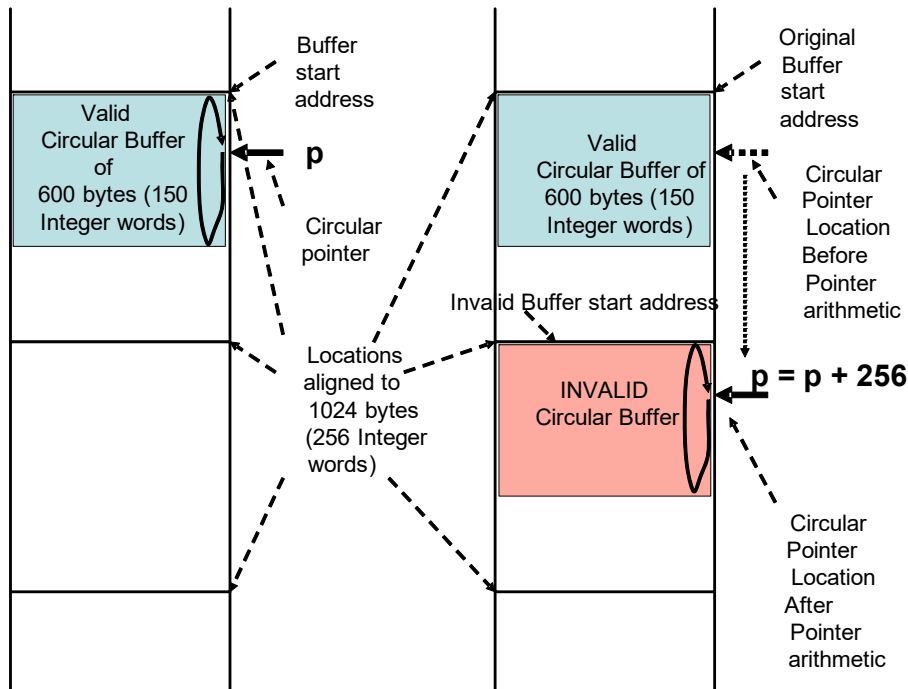 Buffer
start
address
Valid
Circular Buffer
of
600 bytes (150
Integer words)
p
Circular
pointer
Locations
aligned to
1024 bytes
(256 Integer
words)
Original
Buffer
start
address
Valid
Circular Buffer of
600 bytes (150
Integer words)
Circular
Pointer
Location
Before
Pointer
arithmetic
Invalid Buffer start address
INVALID
Circular Buffer
p = p + 256
Circular
Pointer
Location
After
Pointer
arithmetic